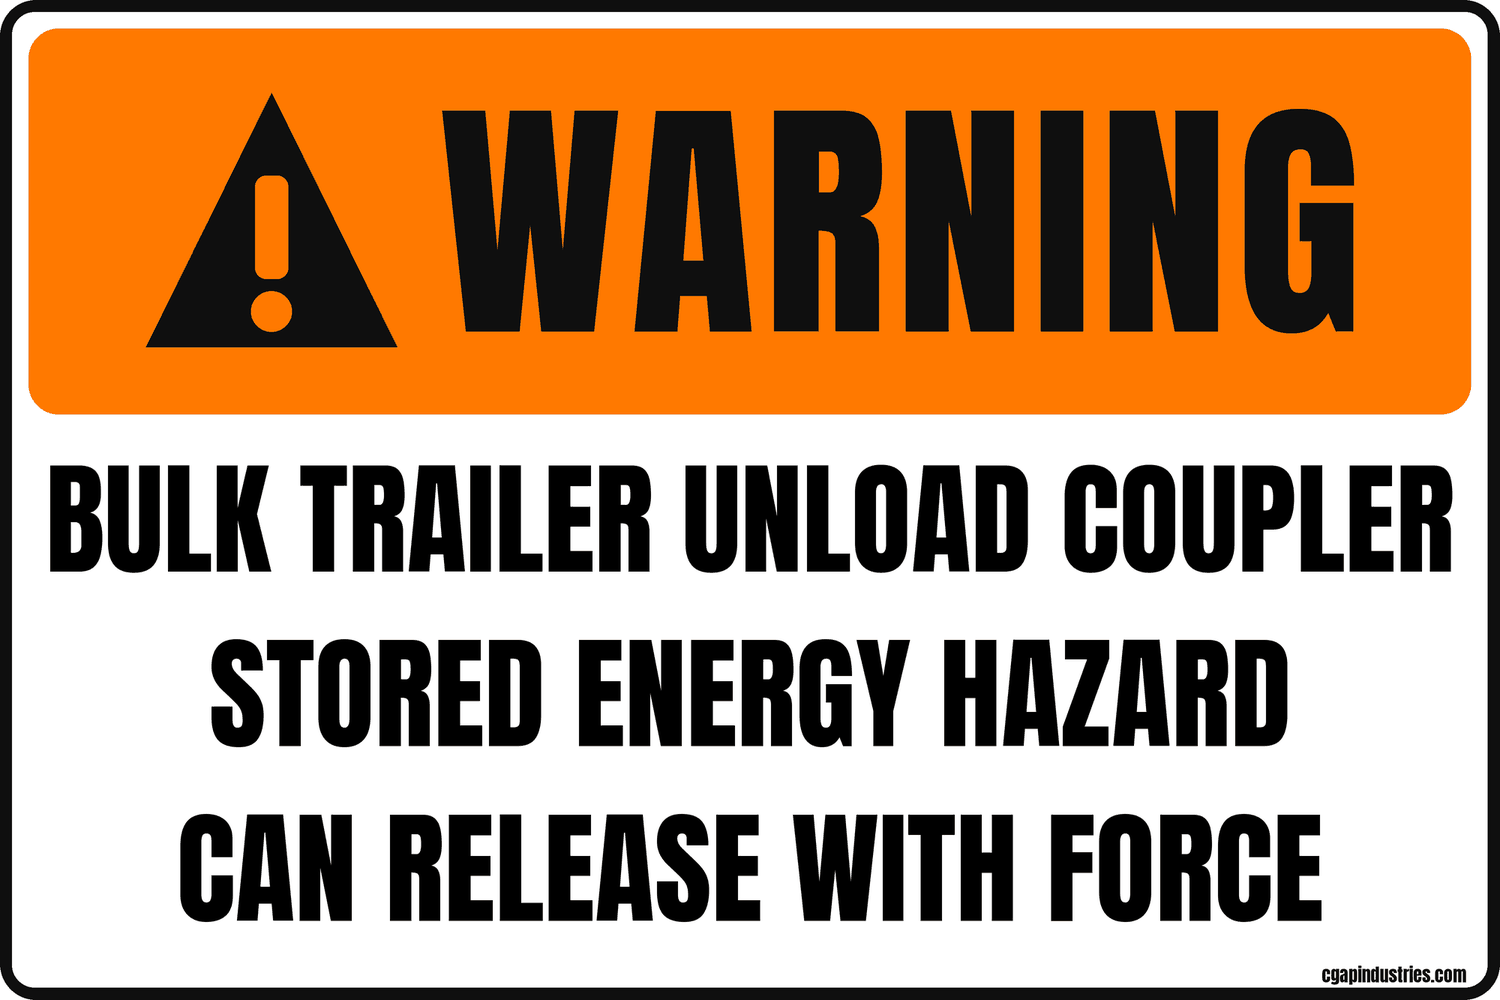 WARNING
BULK TRAILER UNLOAD COUPLER
STORED ENERGY HAZARD
CAN RELEASE WITH FORCE
cgapindustries.com